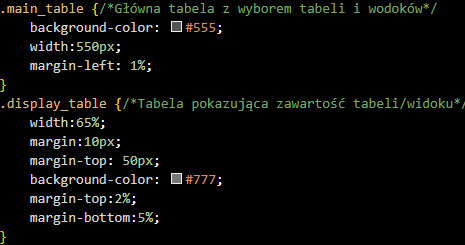 .main_table {/*Główna tabela z wyborem tabeli i wodoków*/
background-color: #555;
width:550px;
margin-left: 1%;
}
.display_table {/*Tabela pokazująca zawartość tabeli/widoku*/
width:65%;
margin:10px;
margin-top: 50px;
background-color: #777;
margin-top:2%;
margin-bottom:5%;
}